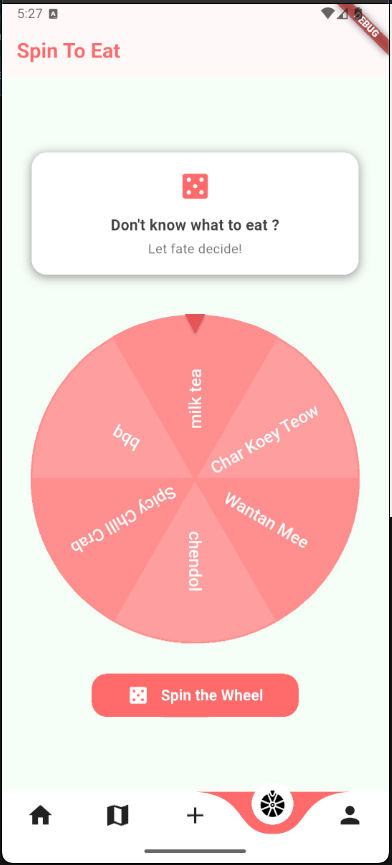 5:27
A
DEBUG
Spin To Eat
Don't know what to eat ?
Let fate decide!
milk tea
Char Koey Teow
Wantan Mee
chendol
Spicy Chili Crab
bqq
Spin the Wheel